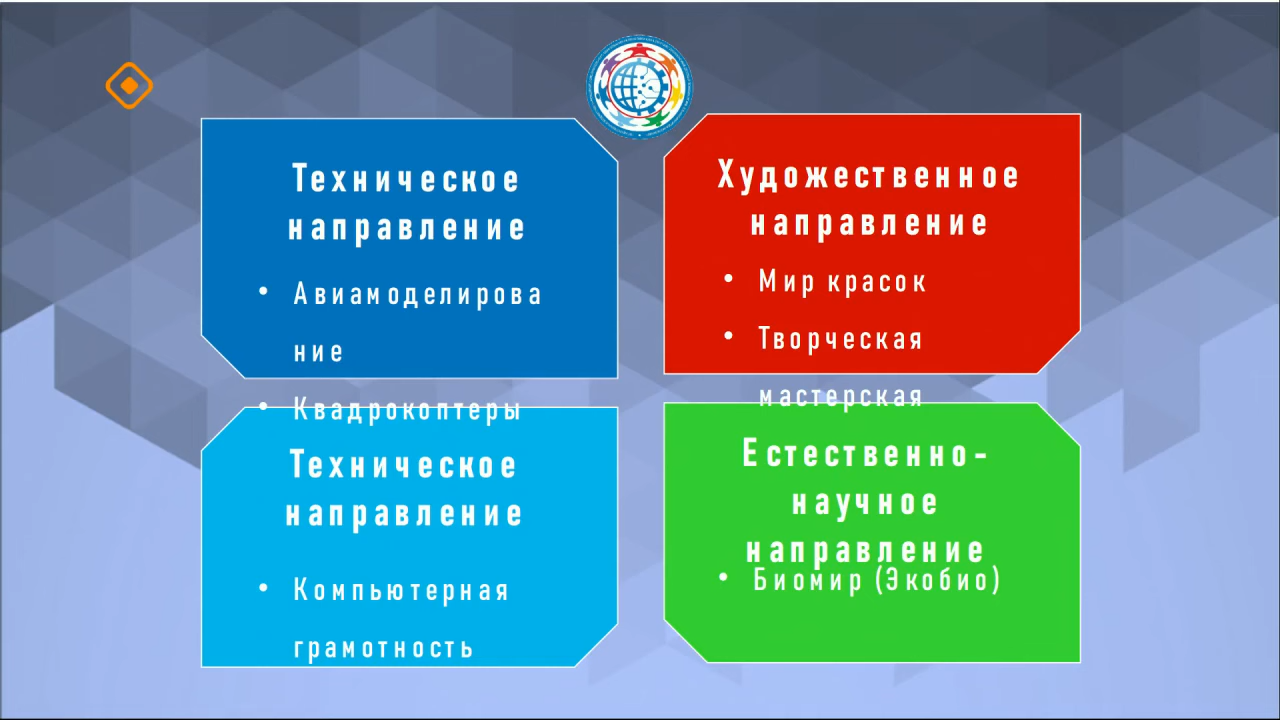 Техническое
направление
• Авиамоделирова
ние
• Квадрокоптеры
Художественное
направление
• Мир красок
• Творческая
мастерская
Техническое
направление
• Компьютерная
грамотность
Естественно-
научное
направление
• Биомир (Экобио)